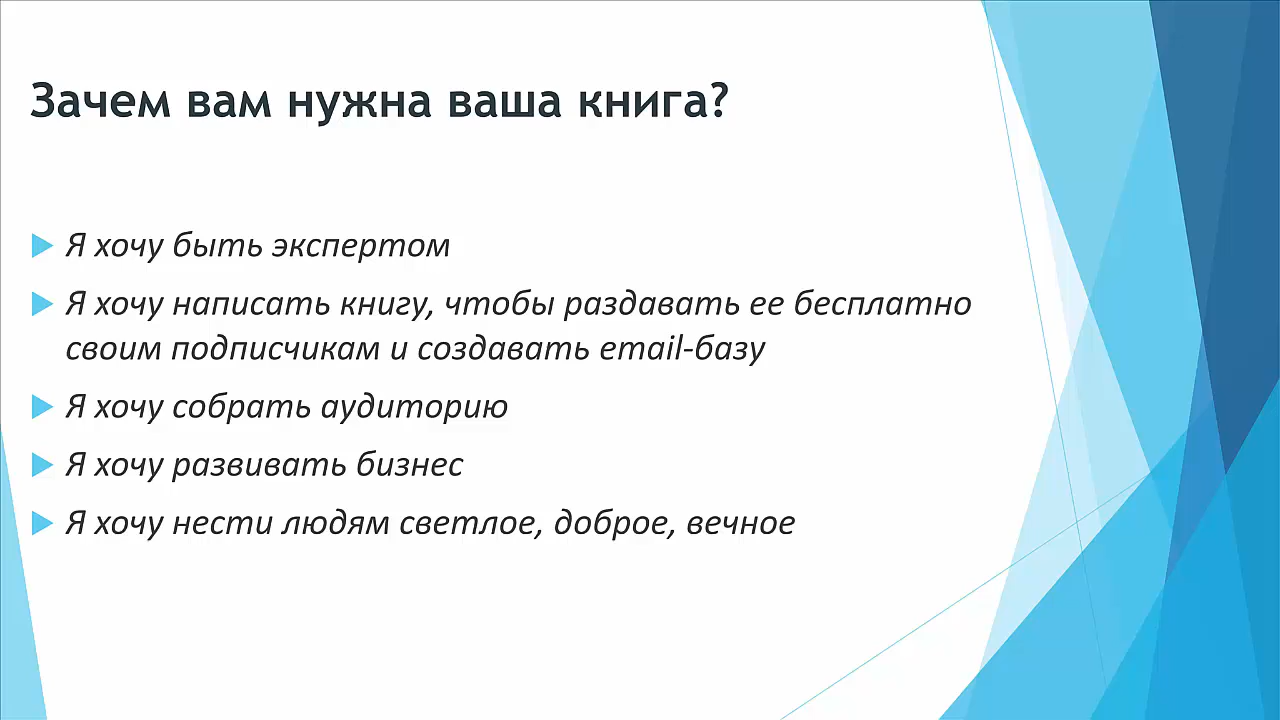 Зачем вам нужна ваша книга?
Я хочу быть экспертом
Я хочу написать книгу, чтобы раздавать ее бесплатно
своим подписчикам и создавать email-базу
Я хочу собрать аудиторию
Я хочу развивать бизнес
Я хочу нести людям светлое, доброе, вечное